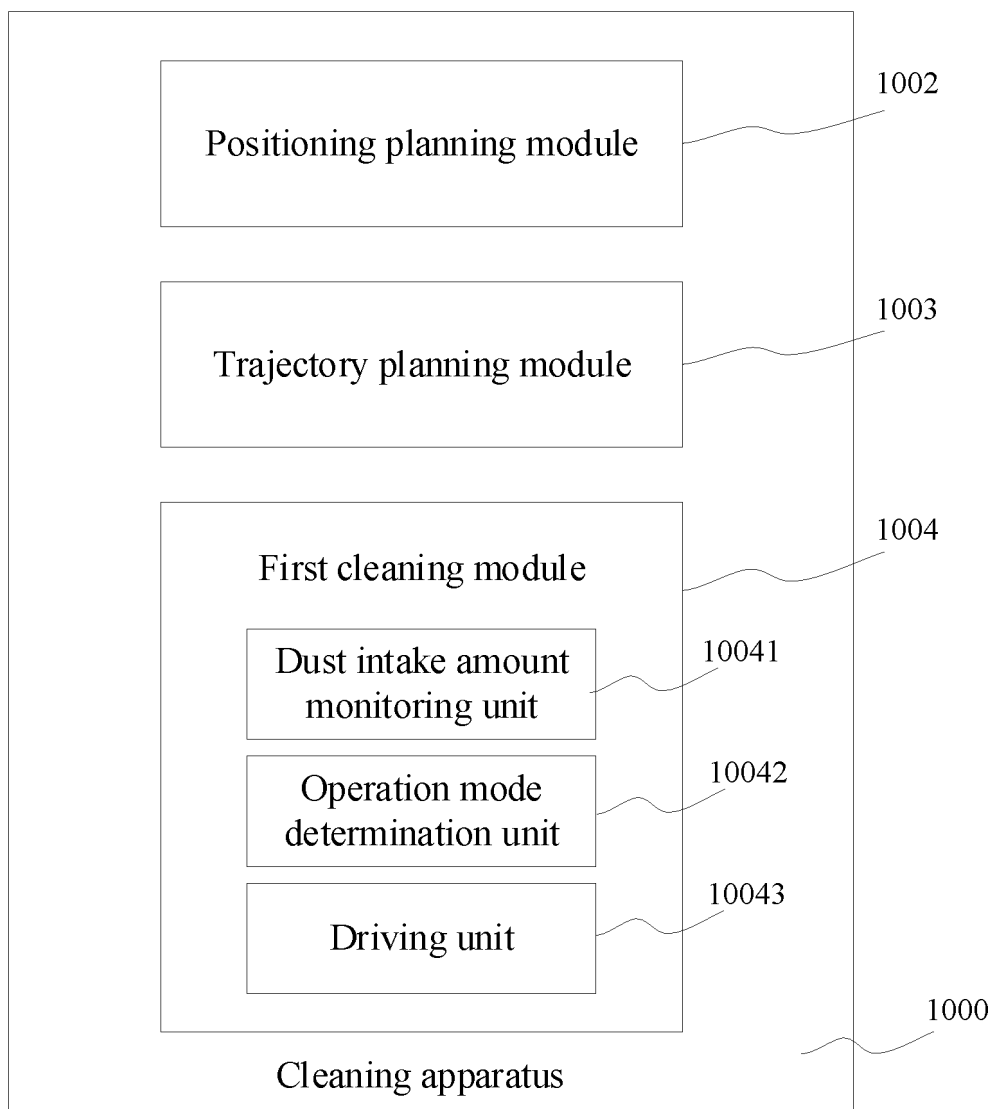 1002
Positioning planning module
1003
Trajectory planning module
1004
First cleaning module
10041
Dust intake amount
monitoring unit
10042
Operation mode
determination unit
10043
Driving unit
1000
Cleaning apparatus